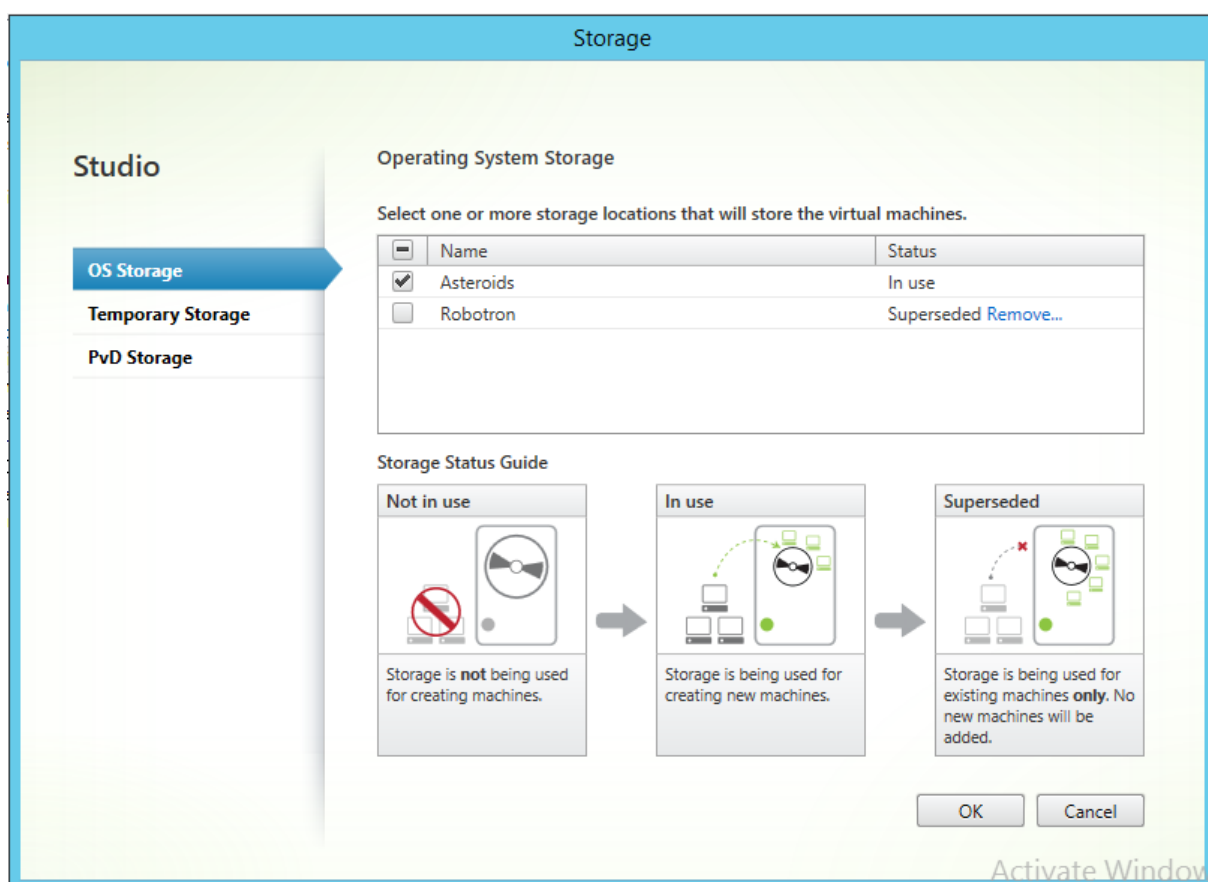 Storage
Studio
OS Storage
Temporary Storage
PvD Storage
Operating System Storage
Select one or more storage locations that will store the virtual machines.
Name Status
Asteroids In use
Robotron Superseded Remove...
Storage Status Guide
Not in use
Storage is not being used
for creating machines.
In use
Storage is being used for
creating new machines.
Superseded
Storage is being used for
existing machines only. No
new machines will be
added.
OK Cancel
Activate Window